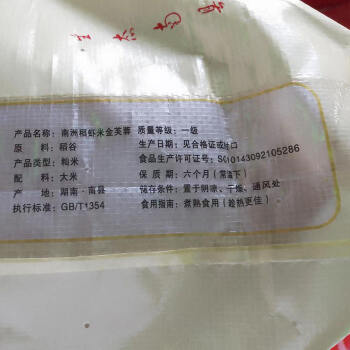 产品名称：南洲稻虾米金芙蓉 质量等级：一级
原　　料：稻谷 生产日期：见合格证或封口
产品类型：籼米 食品生产许可证号：SC10143092105286
配　　料：大米 保 质 期：六个月（常温下）
产　　地：湖南·南县 储存条件：置于阴凉、干燥、通风处
执行标准：GB/T1354 食用指南：煮熟食用（趁热更佳）